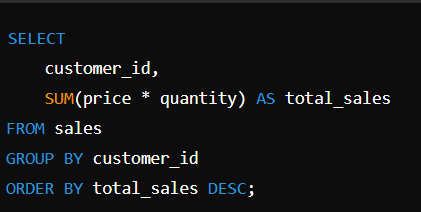 SELECT
    customer_id,
    SUM(price * quantity) AS total_sales
FROM sales
GROUP BY customer_id
ORDER BY total_sales DESC;